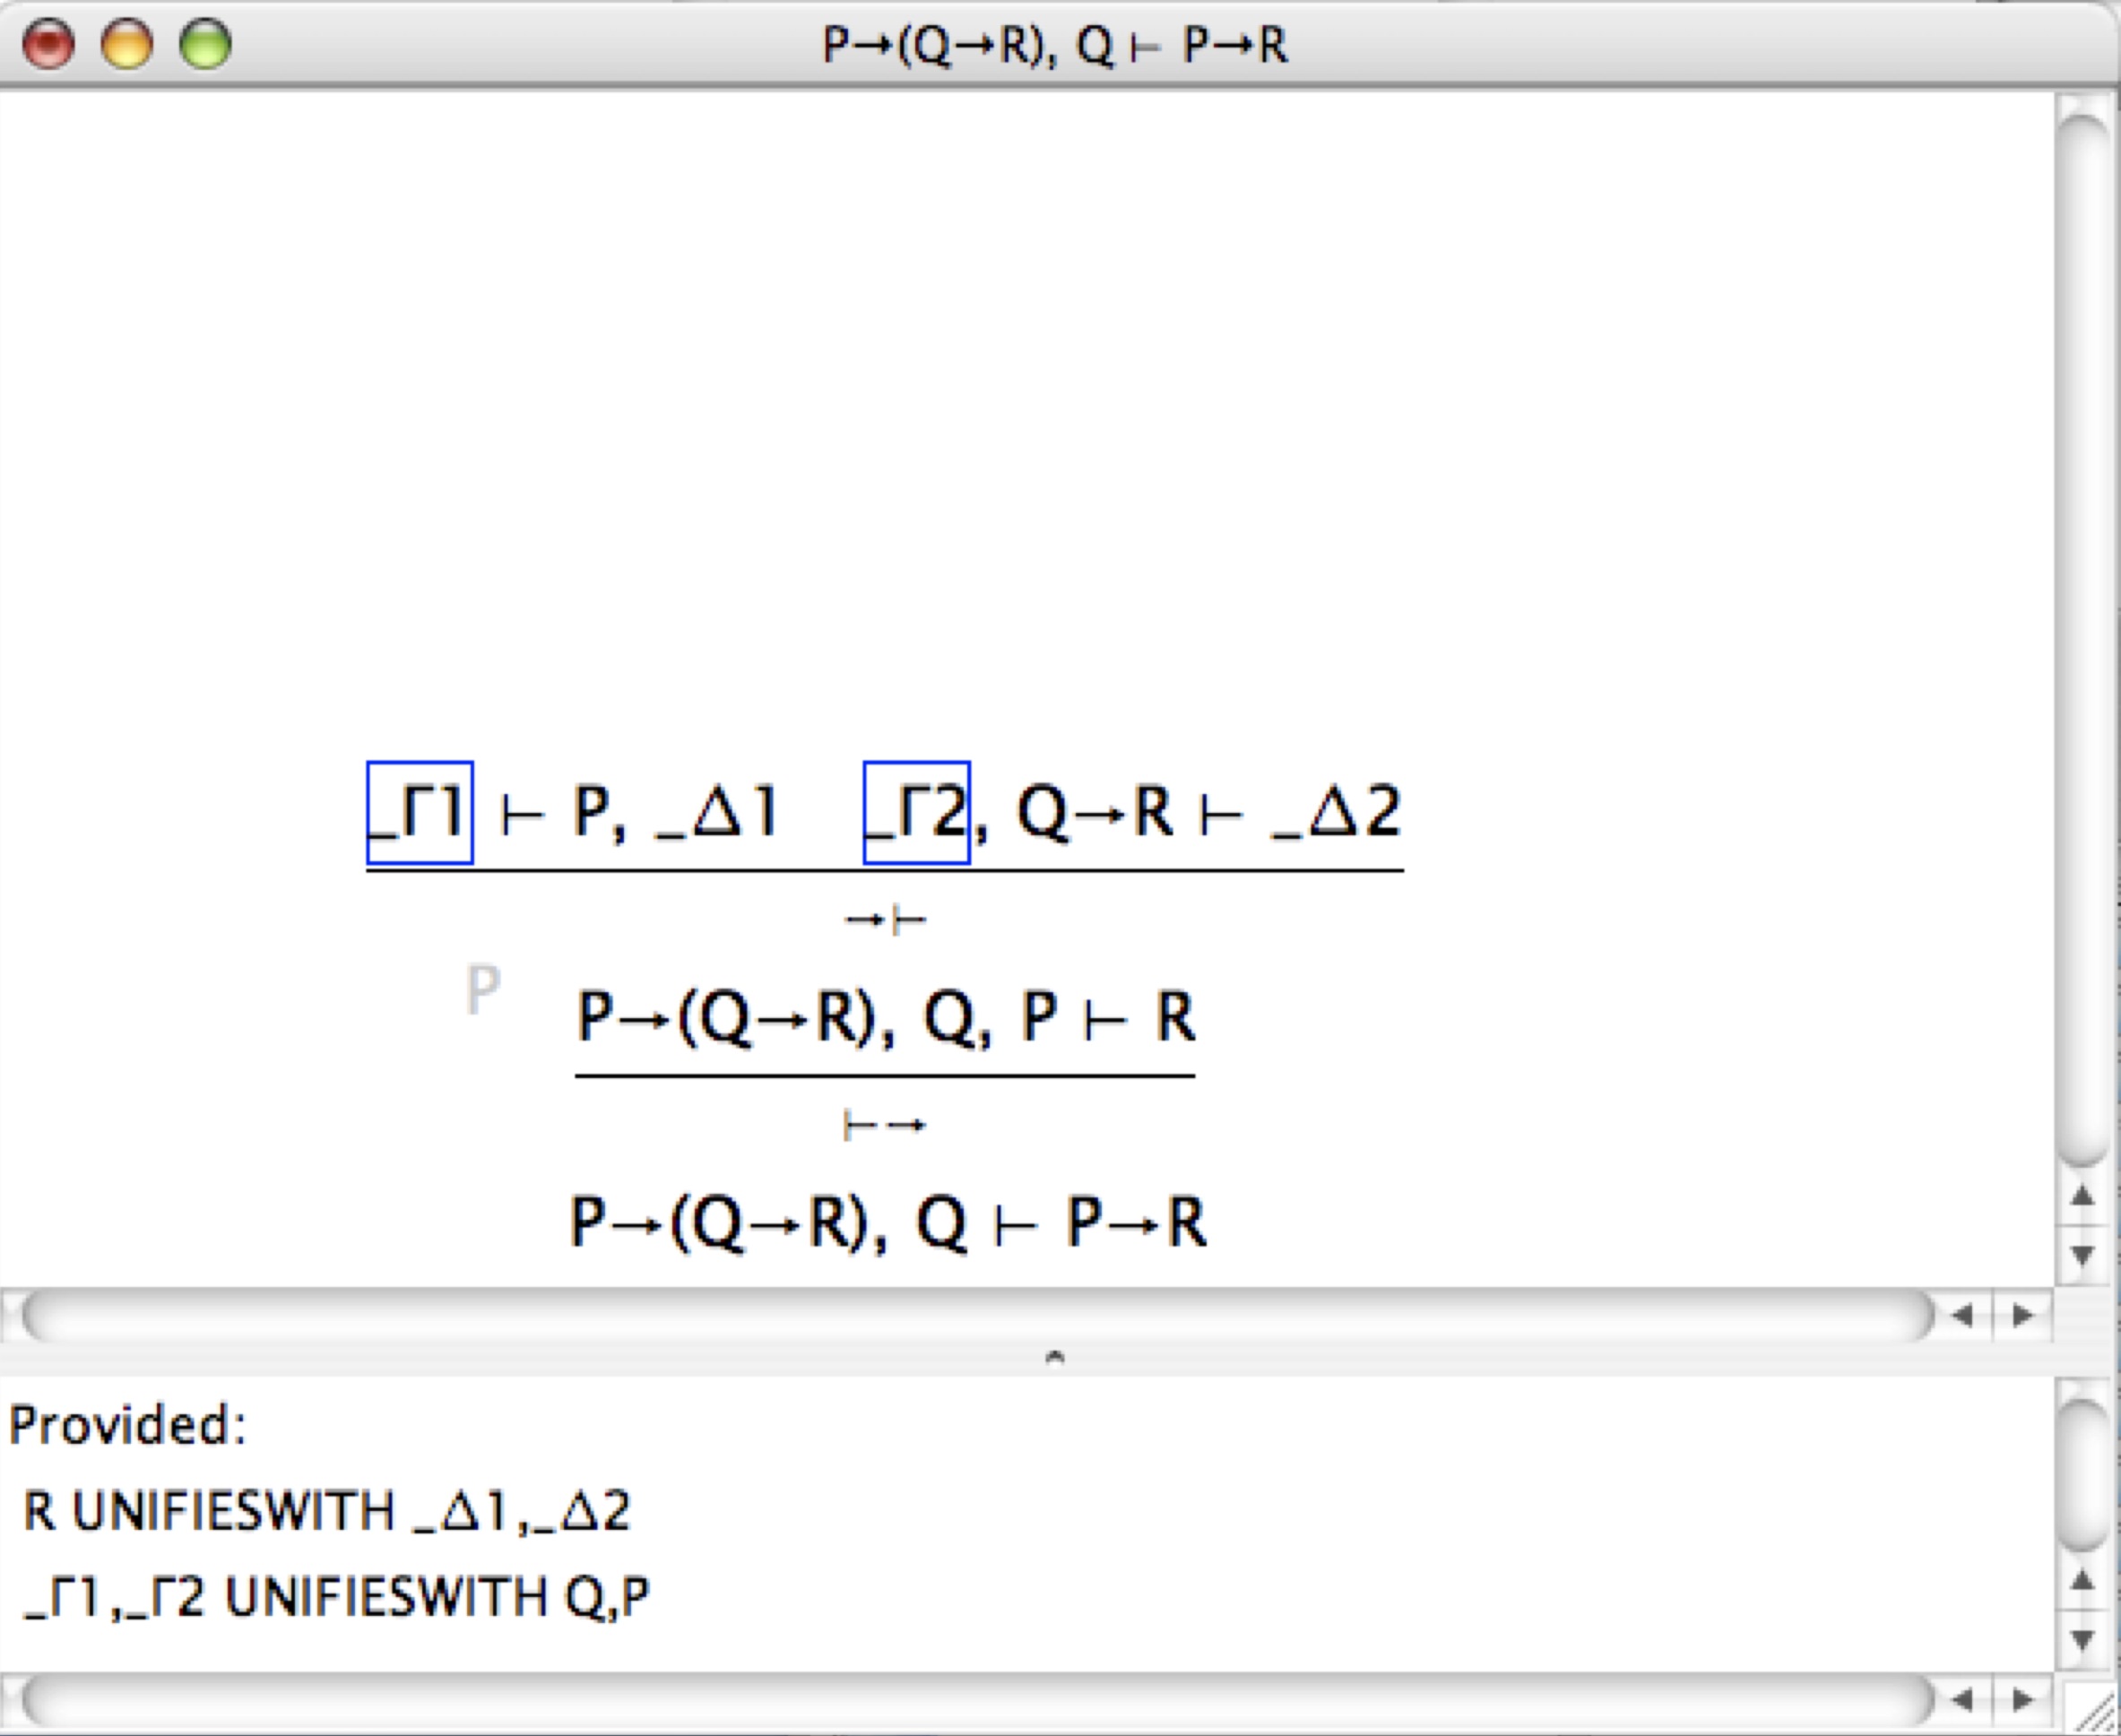 P→(Q→R), Q ⊢ P→R
_Γ1 ⊢ P, _Δ1 _Γ2, Q→R ⊢ _Δ2
→⊢
P
P→(Q→R), Q, P ⊢ R
⊢→
P→(Q→R), Q ⊢ P→R
Provided:
R UNIFIESWITH _Δ1,_Δ2
_Γ1,_Γ2 UNIFIESWITH Q,P